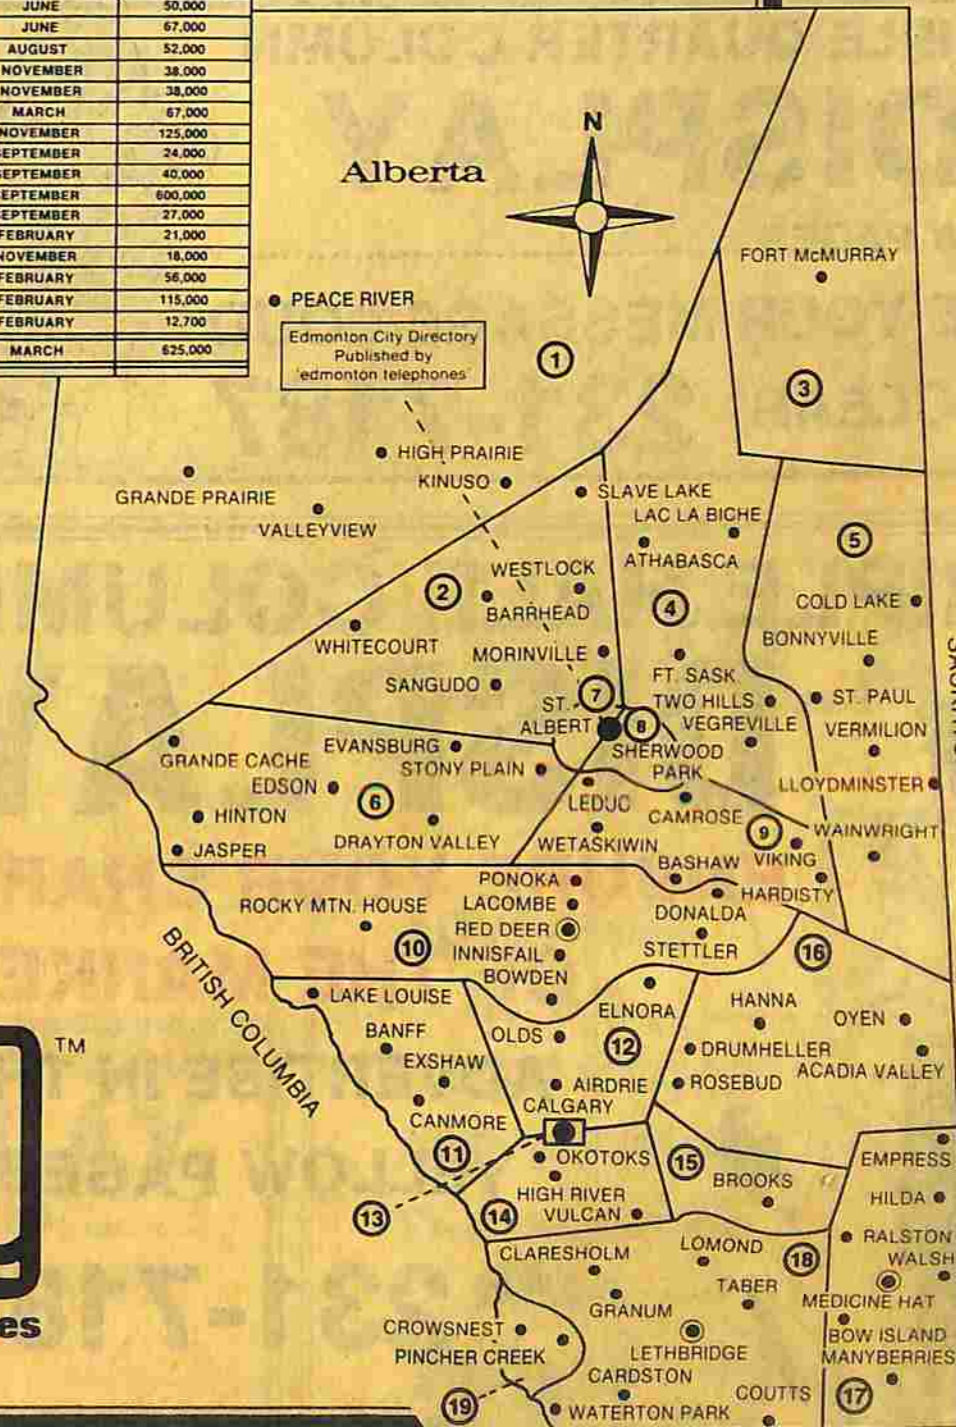 JUNE 50,000
JUNE 67,000
AUGUST 52,000
NOVEMBER 38,000
NOVEMBER 38,000
MARCH 67,000
NOVEMBER 125,000
SEPTEMBER 24,000
SEPTEMBER 40,000
SEPTEMBER 600,000
SEPTEMBER 27,000
FEBRUARY 21,000
NOVEMBER 18,000
FEBRUARY 56,000
FEBRUARY 115,000
FEBRUARY 12,700
MARCH 625,000
N
Alberta
FORT McMURRAY
PEACE RIVER
Edmonton City Directory
Published by
'edmonton telephones'
1
3
HIGH PRAIRIE
KINUSO
GRANDE PRAIRIE
VALLEYVIEW
SLAVE LAKE
LAC LA BICHE
ATHABASCA
5
WESTLOCK
2
BARRHEAD
4
COLD LAKE
WHITECOURT
MORINVILLE
BONNYVILLE
SANGUDO
7
FT. SASK
TWO HILLS
ST. PAUL
ST.
ALBERT
8
VEGREVILLE
VERMILION
GRANDE CACHE
EVANSBURG
STONY PLAIN
SHERWOOD
PARK
LLOYDMINSTER
EDSON
6
LEDUC
CAMROSE
HINTON
9
WAINWRIGHT
JASPER
DRAYTON VALLEY
WETASKIWIN
BASHAW
VIKING
PONOKA
HARDISTY
ROCKY MTN. HOUSE
LACOMBE
DONALDA
RED DEER
10
INNISFAIL
STETTLER
16
BOWDEN
BRITISH COLUMBIA
LAKE LOUISE
ELNORA
HANNA
OYEN
BANFF
OLDS
12
DRUMHELLER
EXSHAW
ROSEBUD
ACADIA VALLEY
AIRDRIE
CANMORE
CALGARY
11
OKOTOKS
15
EMPRESS
BROOKS
HIGH RIVER
HILDA
13
14
VULCAN
RALSTON
CLARESHOLM
LOMOND
18
WALSH
TABER
GRANUM
MEDICINE HAT
CROWSNEST
BOW ISLAND
PINCHER CREEK
LETHBRIDGE
MANYBERRIES
CARDSTON
19
COUTTS
17
WATERTON PARK
TM
es